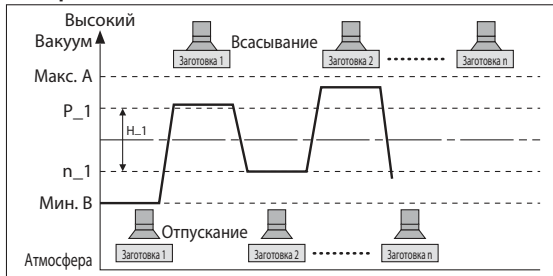 Высокий
Вакуум
Всасывание
Заготовка 1
Заготовка 2
Заготовка n
Макс. A
P_1
H_1
n_1
Мин. B
Отпускание
Атмосфера
Заготовка 1
Заготовка 2
Заготовка n